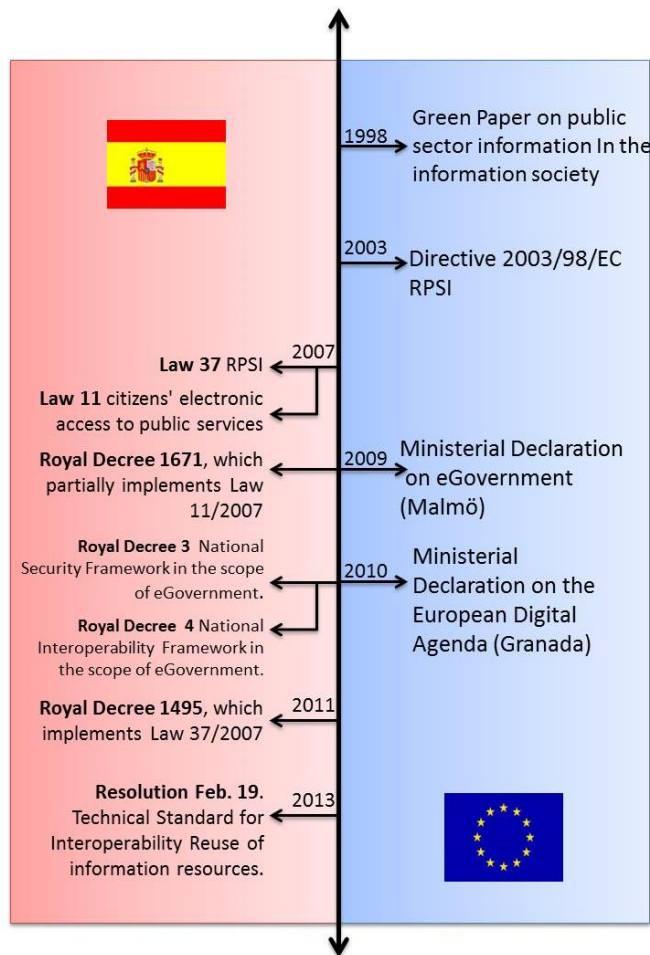 1998
Green Paper on public
sector information In the
information society
2003
Directive 2003/98/EC
RPSI
2007
Law 37 RPSI
Law 11 citizens' electronic
access to public services
2009
Royal Decree 1671, which
partially implements Law
11/2007
Ministerial Declaration
on eGovernment
(Malmö)
2010
Royal Decree 3 National
Security Framework in the scope
of eGovernment.
Royal Decree 4 National
Interoperability Framework in
the scope of eGovernment.
Ministerial
Declaration on the
European Digital
Agenda (Granada)
2011
Royal Decree 1495, which
implements Law 37/2007
2013
Resolution Feb. 19.
Technical Standard for
Interoperability Reuse of
information resources.